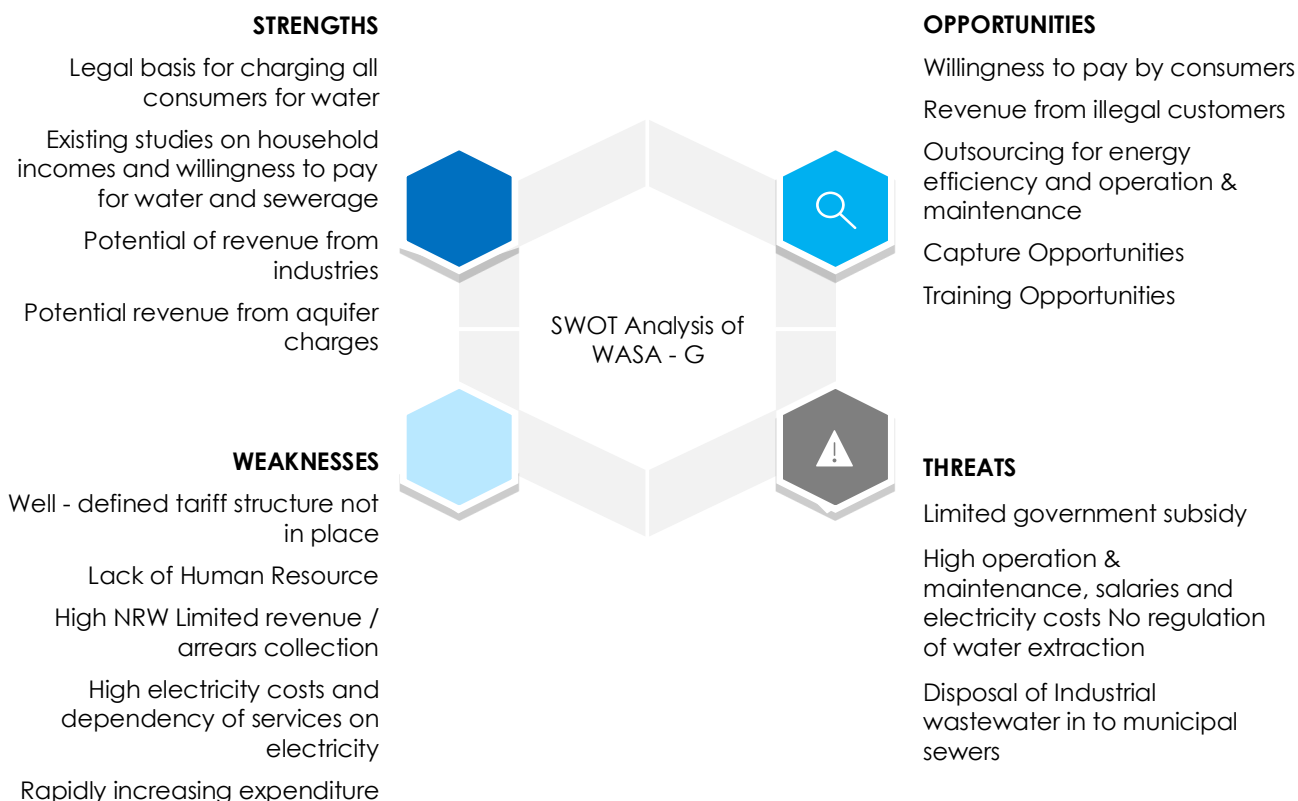 STRENGTHS
Legal basis for charging all
consumers for water
Existing studies on household
incomes and willingness to pay
for water and sewerage
Potential of revenue from
industries
Potential revenue from aquifer
charges
WEAKNESSES
Well - defined tariff structure not
in place
Lack of Human Resource
High NRW Limited revenue /
arrears collection
High electricity costs and
dependency of services on
electricity
Rapidly increasing expenditure
SWOT Analysis of
WASA - G
OPPORTUNITIES
Willingness to pay by consumers
Revenue from illegal customers
Outsourcing for energy
efficiency and operation &
maintenance
Capture Opportunities
Training Opportunities
THREATS
Limited government subsidy
High operation &
maintenance, salaries and
electricity costs No regulation
of water extraction
Disposal of Industrial
wastewater in to municipal
sewers